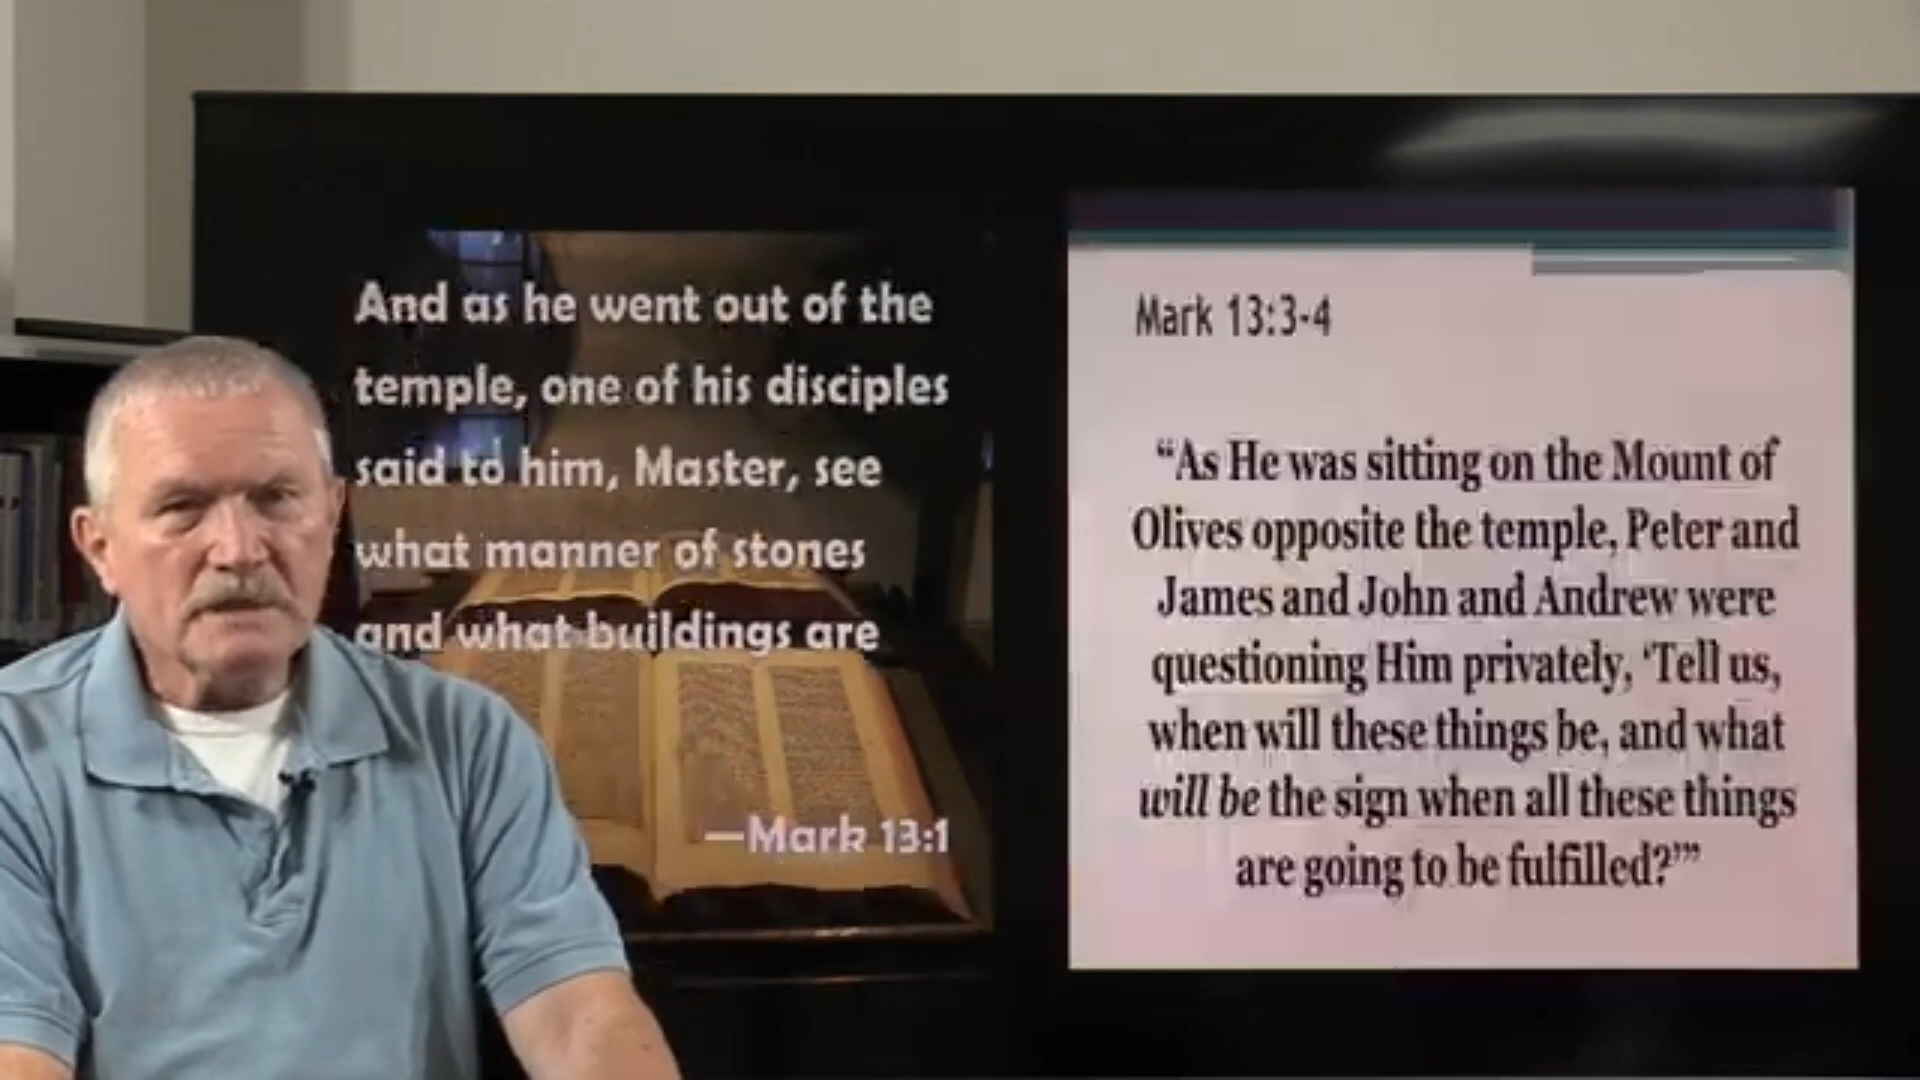 And as he went out of the
temple, one of his disciples
said to him, Master, see
what manner of stones
and what buildings are
—Mark 13:1
Mark 13:3-4
“As He was sitting on the Mount of
Olives opposite the temple, Peter and
James and John and Andrew were
questioning Him privately, ‘Tell us,
when will these things be, and what
will be the sign when all these things
are going to be fulfilled?’”